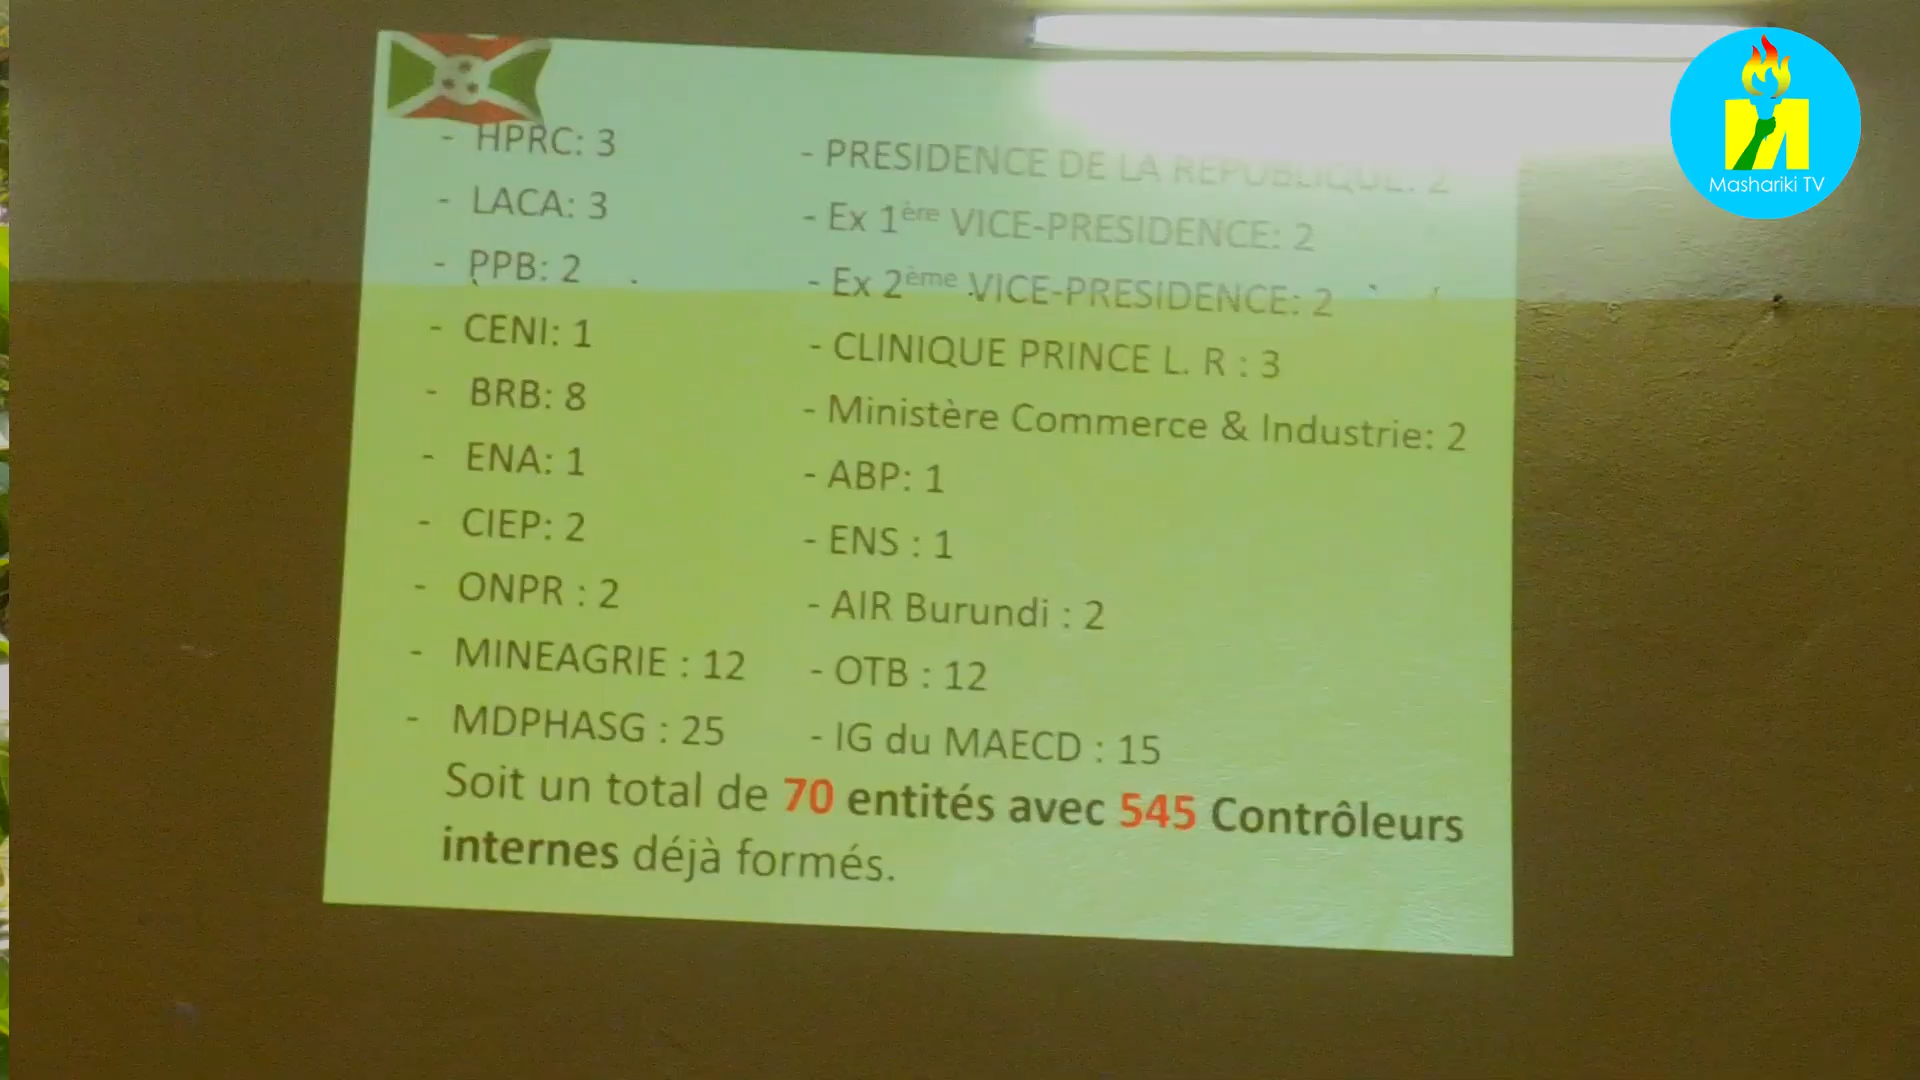 - HPRC: 3
- LACA: 3
- PPB: 2
- CENI: 1
- BRB: 8
- ENA: 1
- CIEP: 2
- ONPR : 2
- MINEAGRIE : 12
- MDPHASG : 25
- PRESIDENCE DE LA REPUBLIQUE: 2
- Ex 1ère VICE-PRESIDENCE: 2
- Ex 2ème VICE-PRESIDENCE: 2
- CLINIQUE PRINCE L. R : 3
- Ministère Commerce & Industrie: 2
- ABP: 1
- ENS : 1
- AIR Burundi : 2
- OTB : 12
- IG du MAECD : 15
Soit un total de 70 entités avec 545 Contrôleurs
internes déjà formés.
Mashariki TV